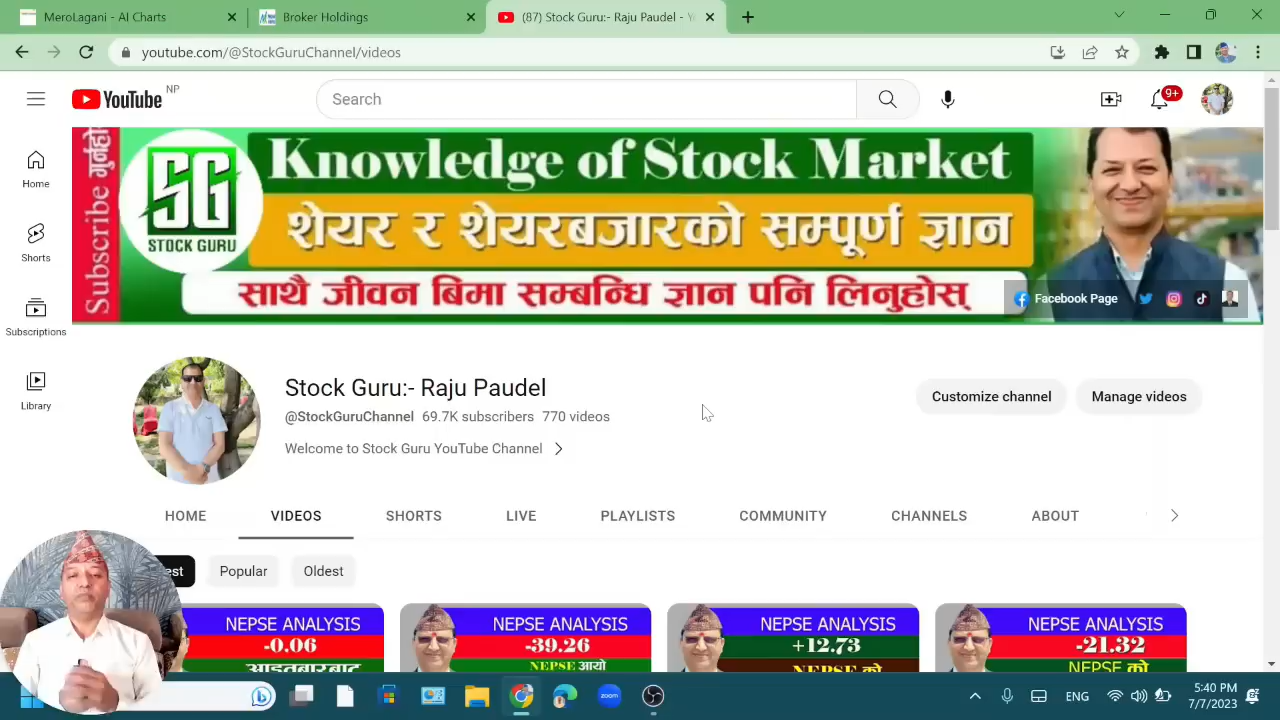 MeroLagani - AI Charts
Broker Holdings
(87) Stock Guru:- Raju Paudel -
youtube.com/@StockGuruChannel/videos
YouTube NP
Search
9+
Home
Shorts
Subscriptions
Library
Subscribe गर्नुहोस्
SG
STOCK GURU
Knowledge of Stock Market
शेयर र शेयरबजारको सम्पूर्ण ज्ञान
साथै जीवन बिमा सम्बन्धि ज्ञान पनि लिनुहोस्
Facebook Page
Stock Guru:- Raju Paudel
@StockGuruChannel 69.7K subscribers 770 videos
Welcome to Stock Guru YouTube Channel
Customize channel
Manage videos
HOME VIDEOS SHORTS LIVE PLAYLISTS COMMUNITY CHANNELS ABOUT
Popular Oldest
NEPSE ANALYSIS
-0.06
आइतबारबाट
NEPSE ANALYSIS
-39.26
NEPSE आयो
NEPSE ANALYSIS
+12.73
NEPSE को
NEPSE ANALYSIS
-21.32
NEPSE को
zoom
ENG
5:40 PM
7/7/2023